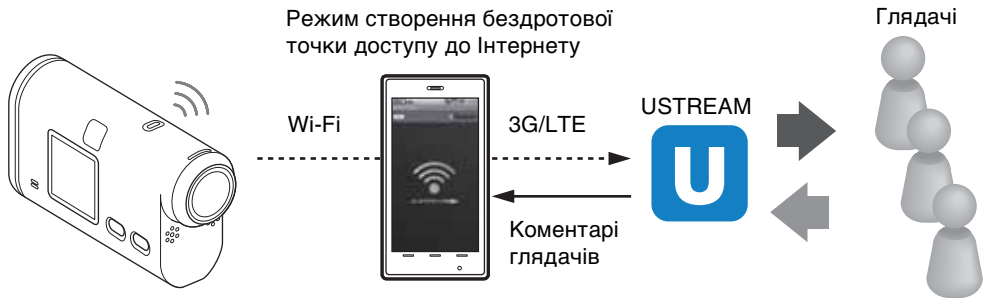 Режим створення бездротової
точки доступу до Інтернету
Глядачі
Wi-Fi
3G/LTE
USTREAM
U
Коментарі
глядачів